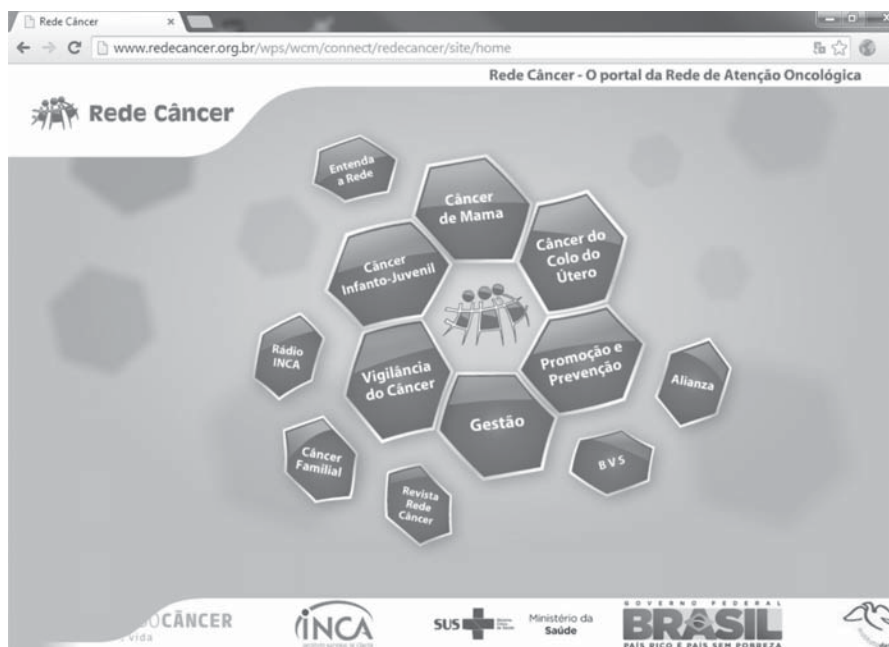 Rede Câncer
www.redecancer.org.br/wps/wcm/connect/redecancer/site/home
Rede Câncer - O portal da Rede de Atenção Oncológica
Rede Câncer
Entenda
a Rede
Câncer
de Mama
Câncer do
Colo do
Útero
Câncer
Infanto-Juvenil
Rádio
INCA
Vigilância
do Câncer
Promoção e
Prevenção
Alianza
Gestão
Câncer
Familial
BVS
Revista
Rede
Câncer
CÂNCER
vida
INCA
SUS
Ministério da
Saúde
GOVERNO FEDERAL
BRASIL
PAÍS RICO É PAÍS SEM POBREZA